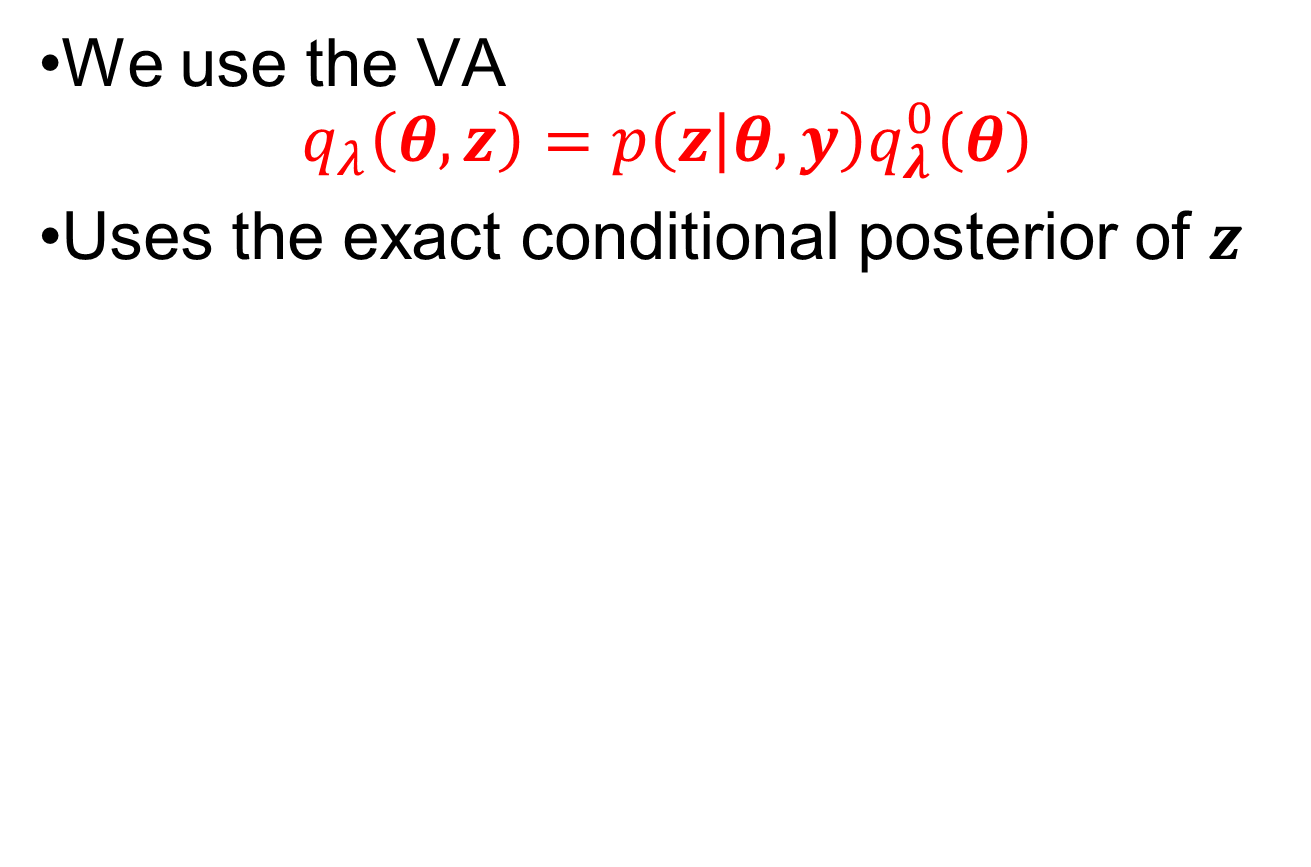 •We use the VA
𝑞_𝜆(𝜽, 𝒛) = 𝑝(𝒛|𝜽, 𝒚)𝑞_𝝀^0(𝜽)
•Uses the exact conditional posterior of 𝒛